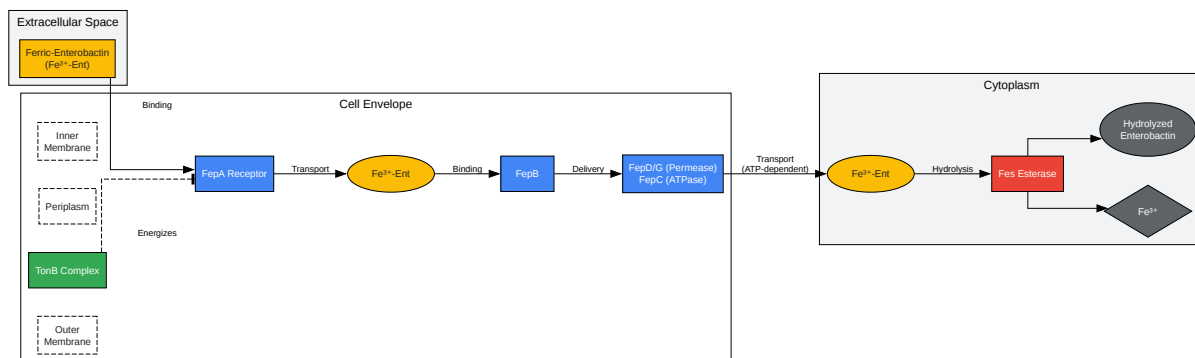 Extracellular Space
Ferric-Enterobactin
(Fe³⁺-Ent)
Cell Envelope
Binding
Inner
Membrane
FepA Receptor
Transport
Fe³⁺-Ent
Binding
FepB
Delivery
FepD/G (Permease)
FepC (ATPase)
Transport
(ATP-dependent)
Periplasm
Energizes
TonB Complex
Outer
Membrane
Cytoplasm
Fe³⁺-Ent
Hydrolysis
Fes Esterase
Hydrolyzed
Enterobactin
Fe³⁺